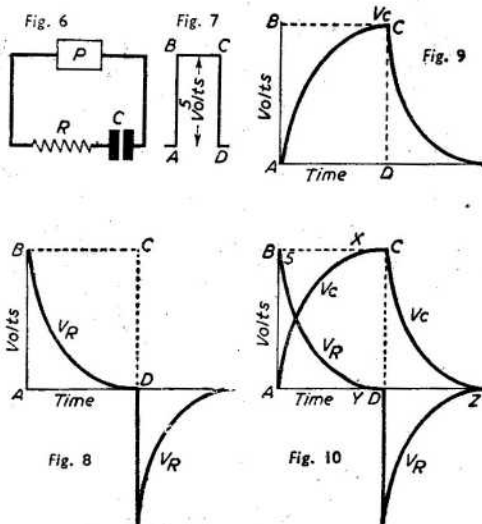 Fig. 6
P
R
C
Fig. 7
B
C
5
Volts
A
D
Fig. 9
B
Vc
C
Volts
A
Time
D
Fig. 8
B
C
Volts
VR
A
Time
D
VR
Fig. 10
B
5
X
C
Volts
Vc
VR
Vc
A
Time
Y
D
Z
VR